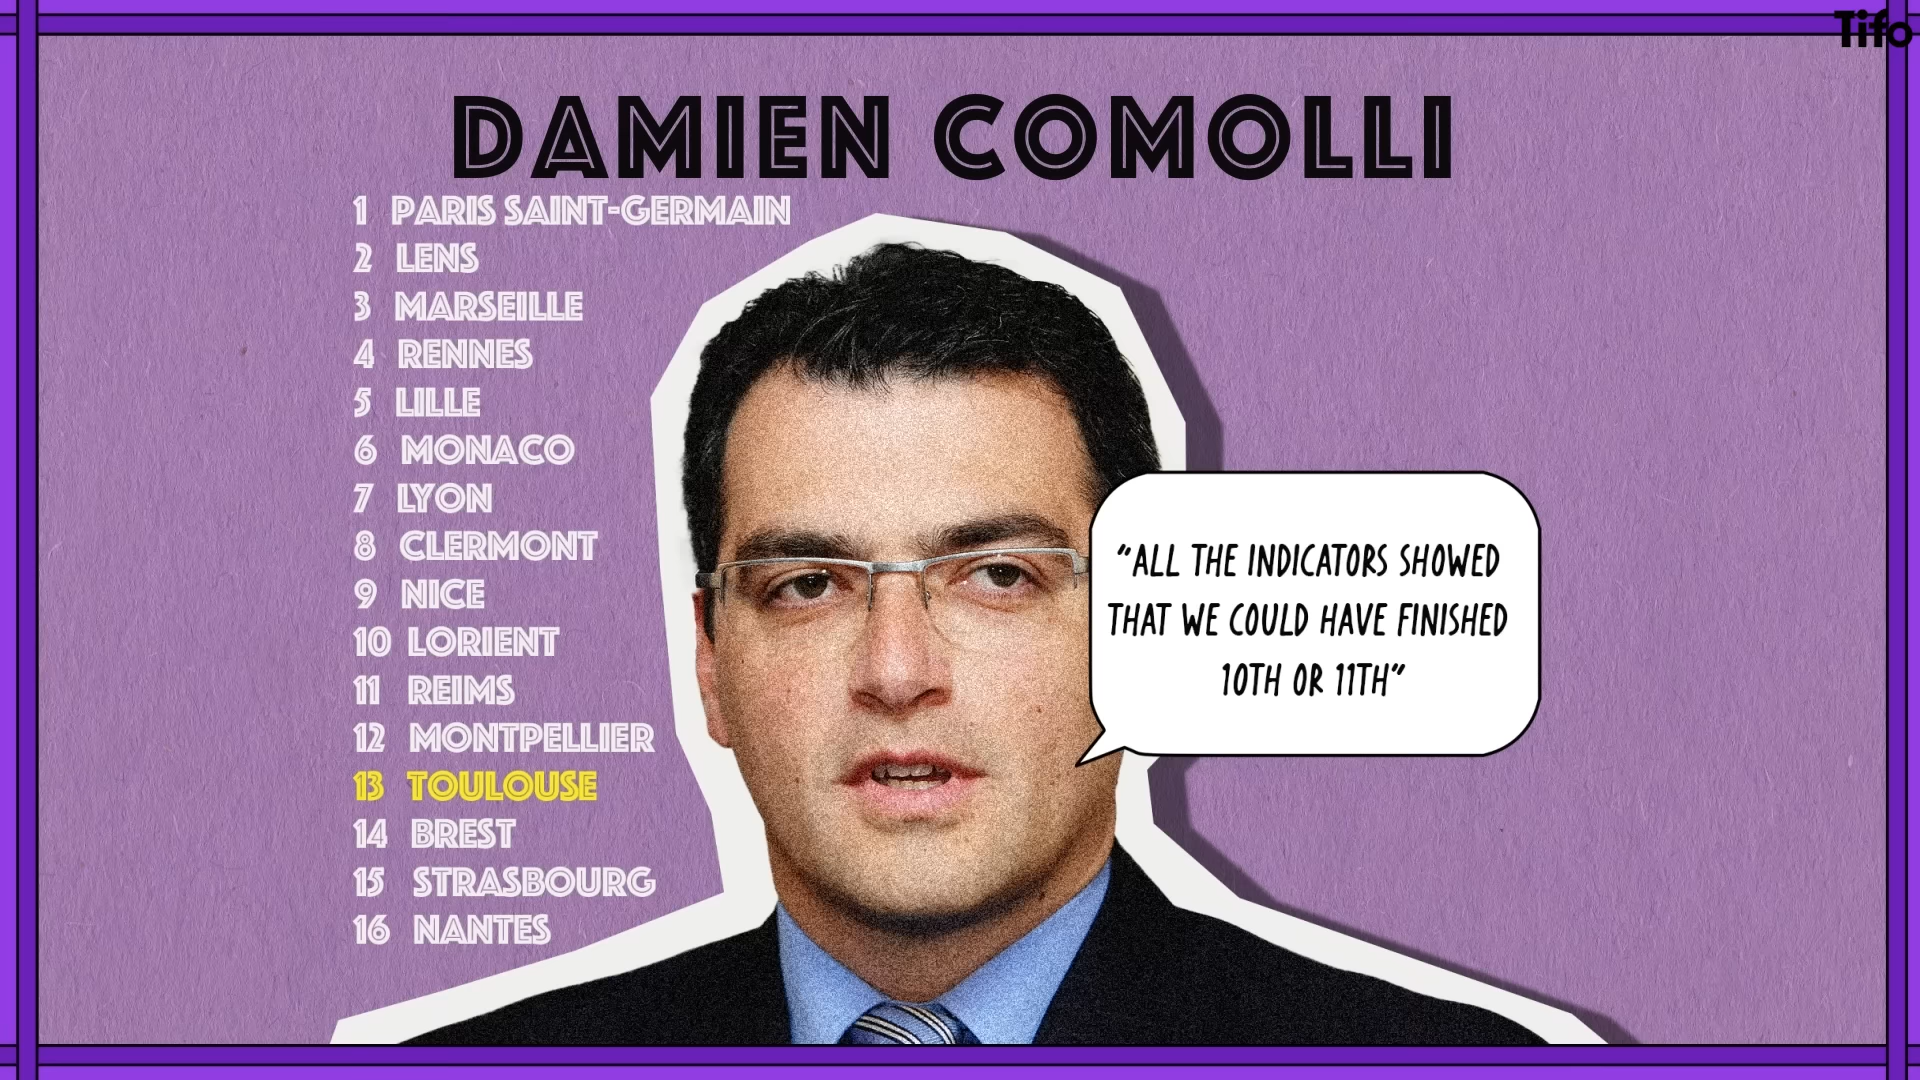 Tifo
DAMIEN COMOLLI
1 PARIS SAINT-GERMAIN
2 LENS
3 MARSEILLE
4 RENNES
5 LILLE
6 MONACO
7 LYON
8 CLERMONT
9 NICE
10 LORIENT
11 REIMS
12 MONTPELLIER
13 TOULOUSE
14 BREST
15 STRASBOURG
16 NANTES
"ALL THE INDICATORS SHOWED
THAT WE COULD HAVE FINISHED
10TH OR 11TH"